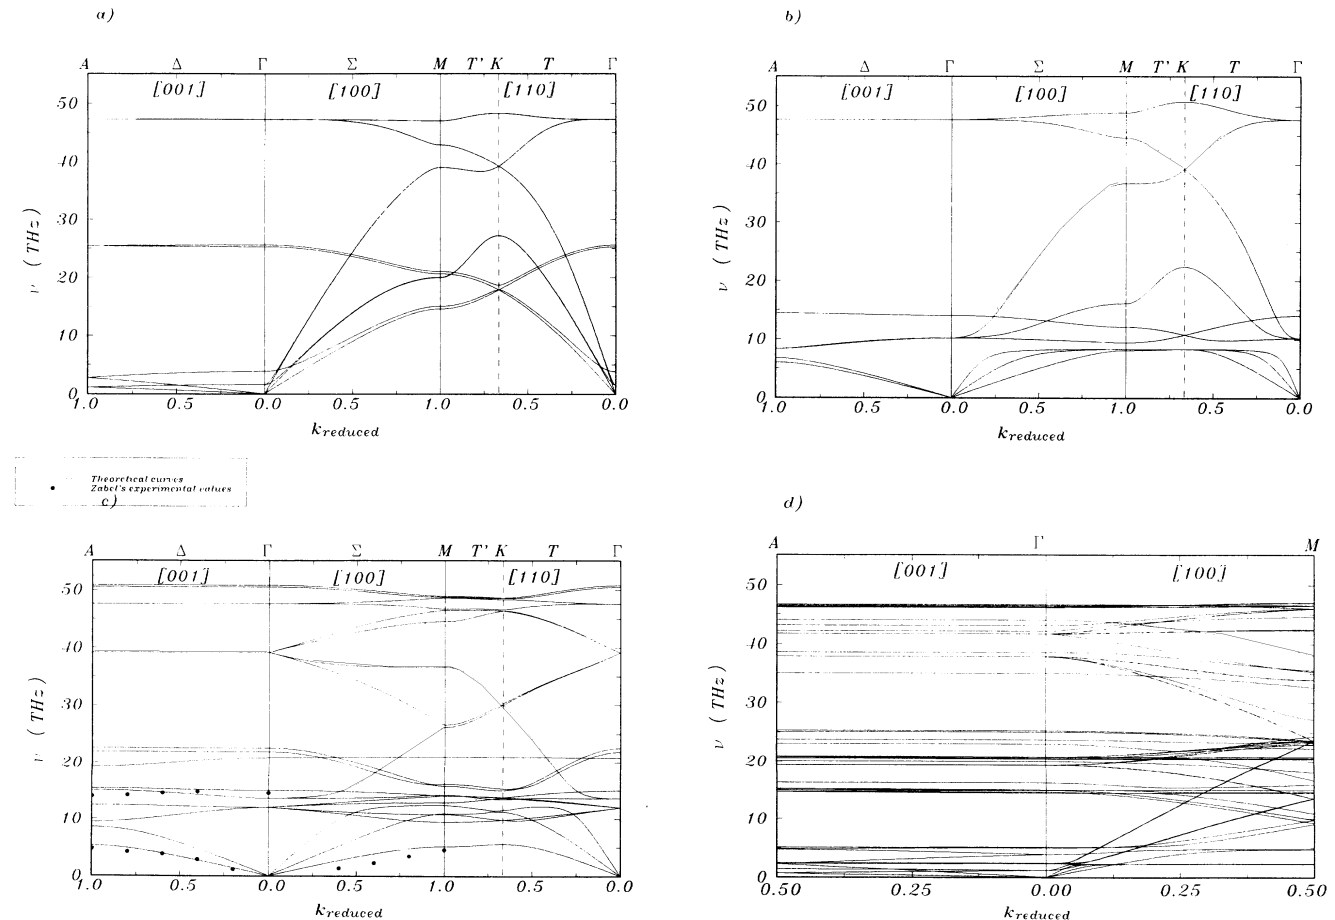 a)
A Δ Γ Σ M T' K T Γ
[001] [100] [110]
50
40
30
20
10
0
ν ( THz )
1.0 0.5 0.0 0.5 1.0 0.5 0.0
k reduced
b)
A Δ Γ Σ M T' K T Γ
[001] [100] [110]
50
40
30
20
10
0
ν ( THz )
1.0 0.5 0.0 0.5 1.0 0.5 0.0
k reduced
Theoretical curves
Zabel's experimental values
c)
A Δ Γ Σ M T' K T Γ
[001] [100] [110]
50
40
30
20
10
0
ν ( THz )
1.0 0.5 0.0 0.5 1.0 0.5 0.0
k reduced
d)
A Γ M
[001] [100]
50
40
30
20
10
0
ν ( THz )
0.50 0.25 0.00 0.25 0.50
k reduced